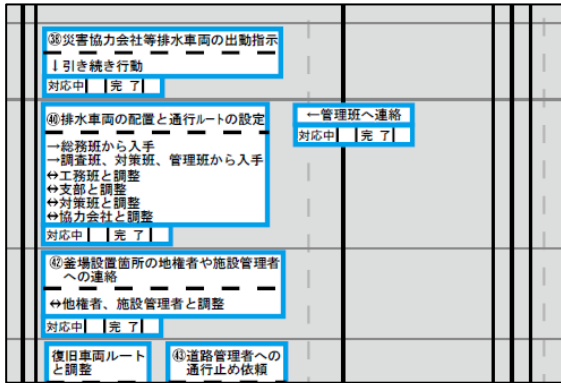 ㊳災害協力会社等排水車両の出動指示
↓引き続き行動
対応中 完了
㊵排水車両の配置と通行ルートの設定
→総務班から入手
→調査班、対策班、管理班から入手
↔工務班と調整
↔支部と調整
↔対策班と調整
↔協力会社と調整
対応中 完了
←管理班へ連絡
対応中 完了
㊷釜場設置箇所の地権者や施設管理者
への連絡
↔他権者、施設管理者と調整
対応中 完了
復旧車両ルート
と調整
㊸道路管理者への
通行止め依頼